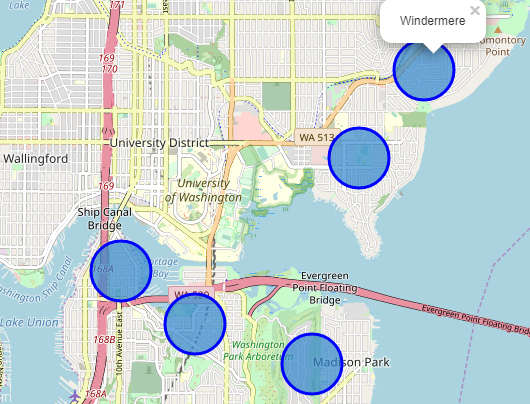 171
East
Lake
Windermere
×
Promontory
Point
169
170
WA 513
University District
Wallingford
University
of Washington
169
Ship Canal
Bridge
Portage
Bay
168A
Washington Ship Canal
Evergreen
Point Floating
Bridge
WA 520
Evergreen Point Floating Bridge
Lake Union
10th Avenue East
168B
Washington
Park Arboretum
Madison Park
168A